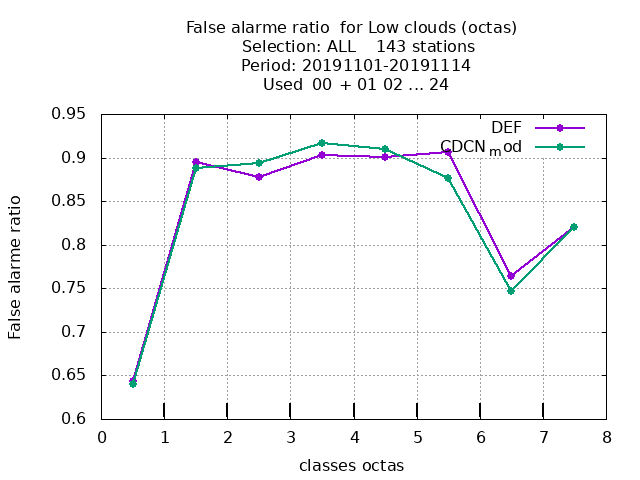 False alarme ratio  for Low clouds (octas)
Selection: ALL    143 stations
Period: 20191101-20191114
Used  00  + 01 02 ... 24
0.95
0.9
0.85
0.8
0.75
0.7
0.65
0.6
False alarme ratio
DEF
CDCNmod
0 1 2 3 4 5 6 7 8
classes octas